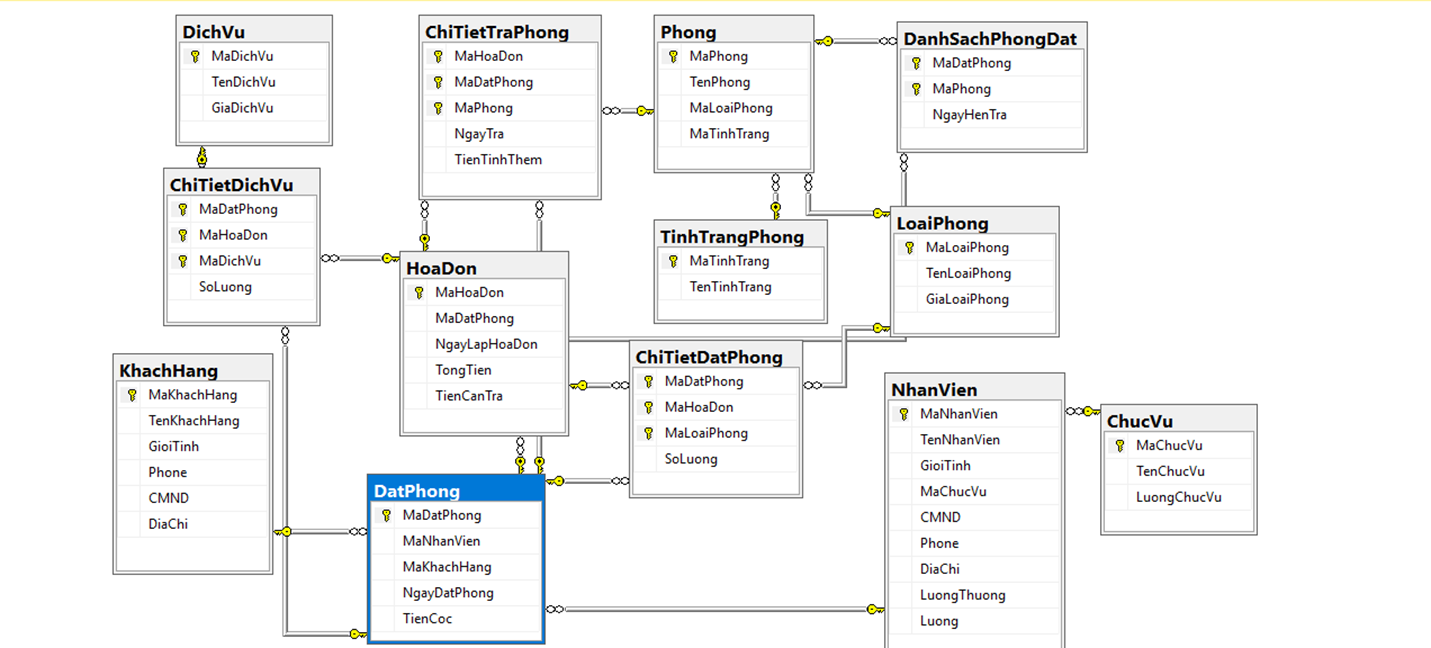 DichVu
MaDichVu
TenDichVu
GiaDichVu
ChiTietTraPhong
MaHoaDon
MaDatPhong
MaPhong
NgayTra
TienTinhThem
Phong
MaPhong
TenPhong
MaLoaiPhong
MaTinhTrang
DanhSachPhongDat
MaDatPhong
MaPhong
NgayHenTra
ChiTietDichVu
MaDatPhong
MaHoaDon
MaDichVu
SoLuong
HoaDon
MaHoaDon
MaDatPhong
NgayLapHoaDon
TongTien
TienCanTra
TinhTrangPhong
MaTinhTrang
TenTinhTrang
LoaiPhong
MaLoaiPhong
TenLoaiPhong
GiaLoaiPhong
KhachHang
MaKhachHang
TenKhachHang
GioiTinh
Phone
CMND
DiaChi
ChiTietDatPhong
MaDatPhong
MaHoaDon
MaLoaiPhong
SoLuong
NhanVien
MaNhanVien
TenNhanVien
GioiTinh
MaChucVu
CMND
Phone
DiaChi
LuongThuong
Luong
ChucVu
MaChucVu
TenChucVu
LuongChucVu
DatPhong
MaDatPhong
MaNhanVien
MaKhachHang
NgayDatPhong
TienCoc